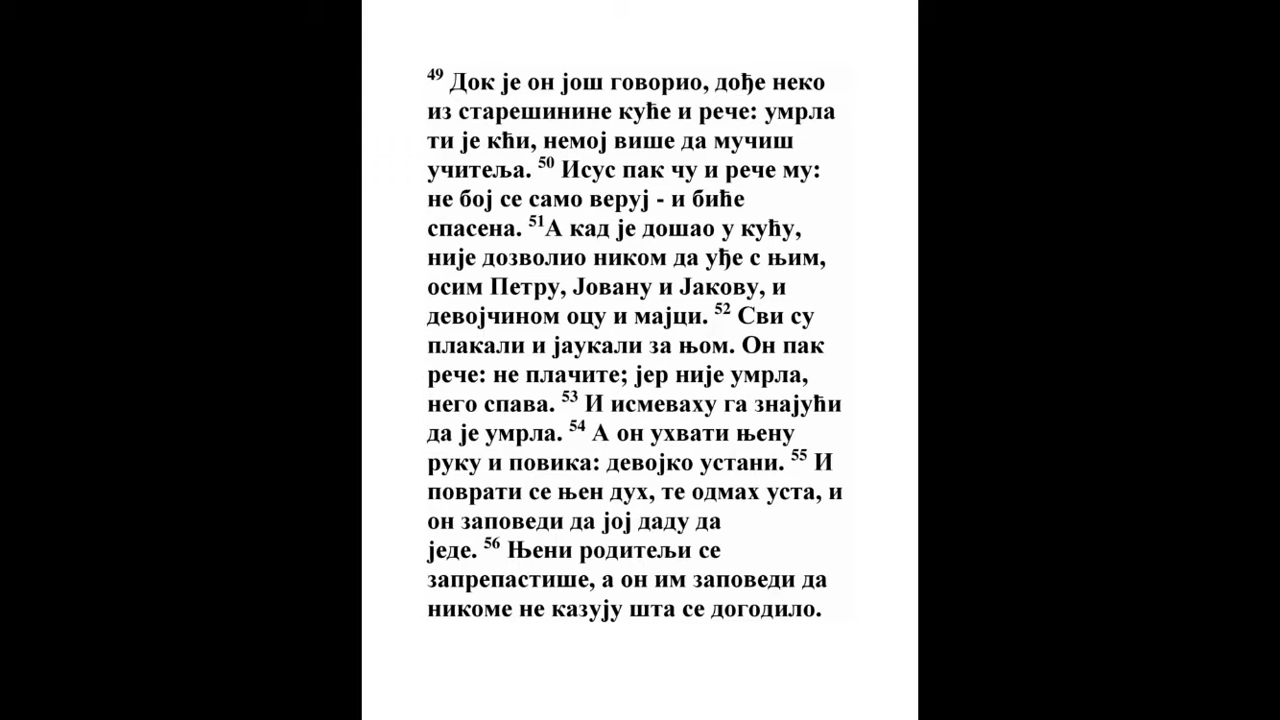 49 Док је он још говорио, дође неко
из старешинине куће и рече: умрла
ти је кћи, немој више да мучиш
учитеља. 50 Исус пак чу и рече му:
не бој се само веруј - и биће
спасена. 51А кад је дошао у кућу,
није дозволио ником да уђе с њим,
осим Петру, Јовану и Јакову, и
девојчином оцу и мајци. 52 Сви су
плакали и јаукали за њом. Он пак
рече: не плачите; јер није умрла,
него спава. 53 И исмеваху га знајући
да је умрла. 54 А он ухвати њену
руку и повика: девојко устани. 55 И
поврати се њен дух, те одмах уста, и
он заповеди да јој даду да
једе. 56 Њени родитељи се
запрепастише, а он им заповеди да
никоме не казују шта се догодило.